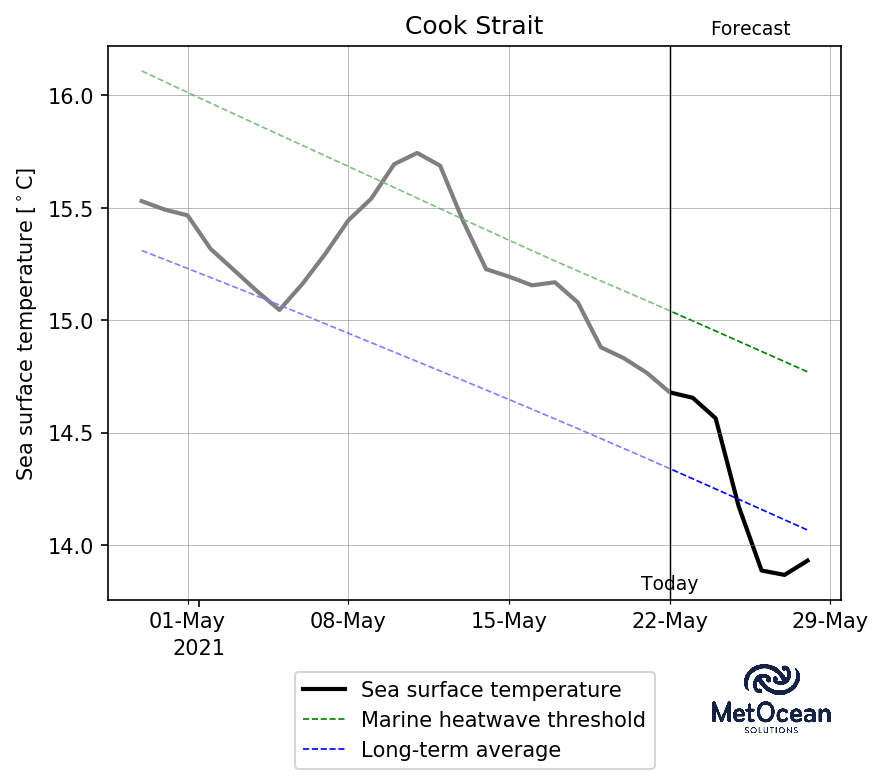 Cook Strait
Forecast
Sea surface temperature [°C]
16.0
15.5
15.0
14.5
14.0
Today
01-May 08-May 15-May 22-May 29-May
2021
Sea surface temperature
Marine heatwave threshold
Long-term average
MetOcean
SOLUTIONS